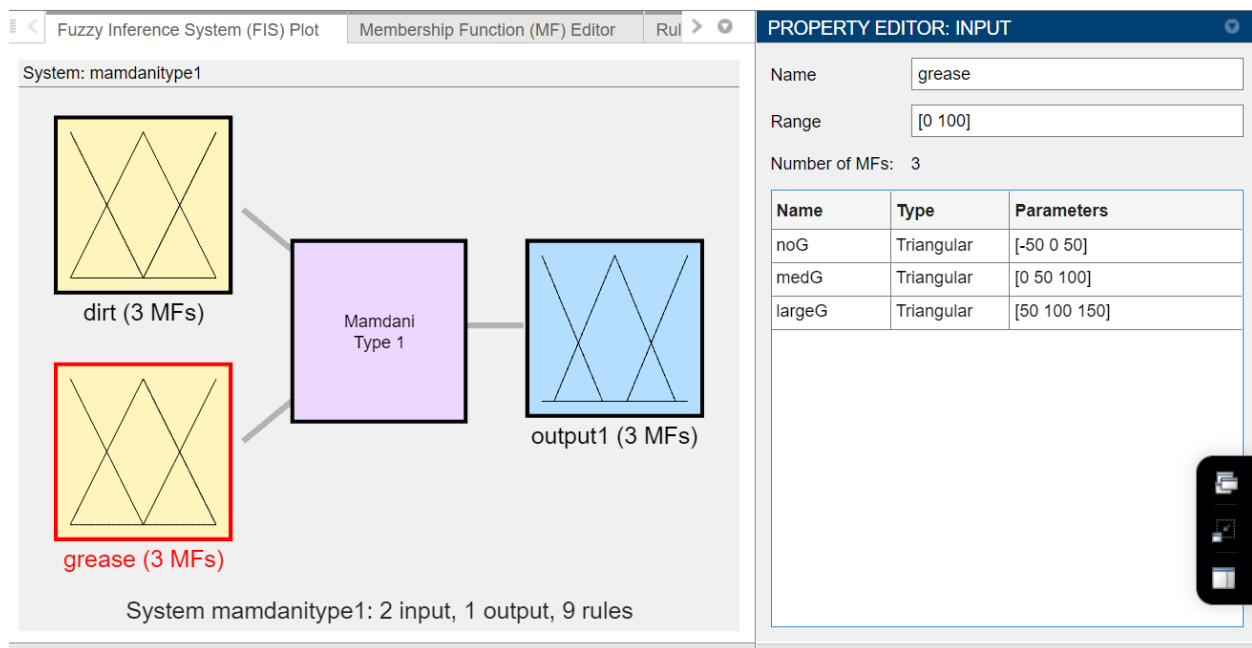 Fuzzy Inference System (FIS) Plot
Membership Function (MF) Editor
Rul
System: mamdanitype1
dirt (3 MFs)
Mamdani
Type 1
output1 (3 MFs)
grease (3 MFs)
System mamdanitype1: 2 input, 1 output, 9 rules
PROPERTY EDITOR: INPUT
Name grease
Range [0 100]
Number of MFs: 3
Name Type Parameters
noG Triangular [-50 0 50]
medG Triangular [0 50 100]
largeG Triangular [50 100 150]